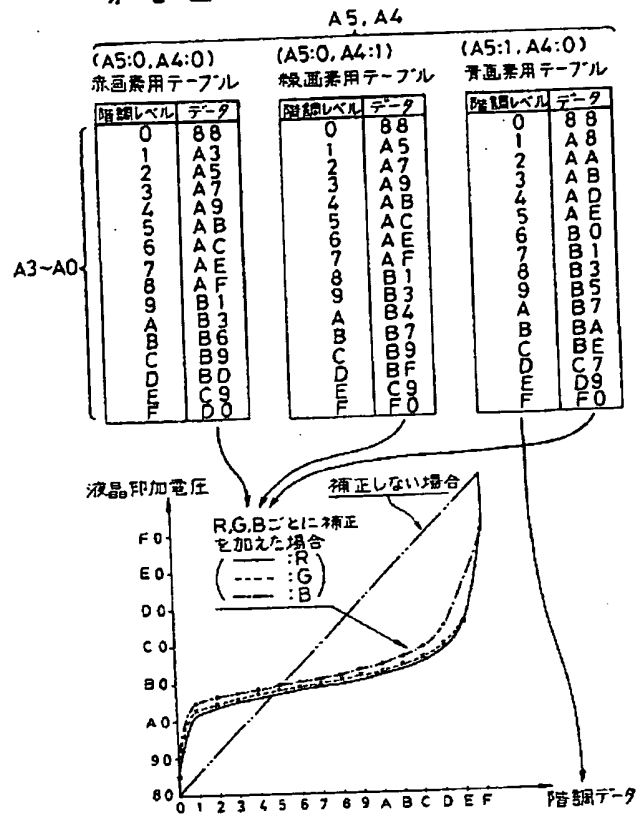 A5, A4
(A5:0, A4:0)
赤画素用テーブル
階調レベル データ
0 88
1 A3
2 A5
3 A7
4 A9
5 AB
6 AC
7 AE
8 AF
9 B1
A B3
B B6
C B9
D BD
E C9
F D0
(A5:0, A4:1)
緑画素用テーブル
階調レベル データ
0 88
1 A5
2 A7
3 A9
4 AB
5 AC
6 AE
7 AF
8 B1
9 B3
A B4
B B7
C B9
D BF
E C9
F F0
(A5:1, A4:0)
青画素用テーブル
階調レベル データ
0 88
1 A8
2 AA
3 AB
4 AD
5 AE
6 B0
7 B1
8 B3
9 B5
A B7
B BA
C BE
D C7
E D9
F F0
A3~A0
液晶印加電圧
補正しない場合
R,G,Bごとに補正
を加えた場合
:R
:G
:B
F0
E0
D0
C0
B0
A0
90
80
0 1 2 3 4 5 6 7 8 9 A B C D E F
階調データ